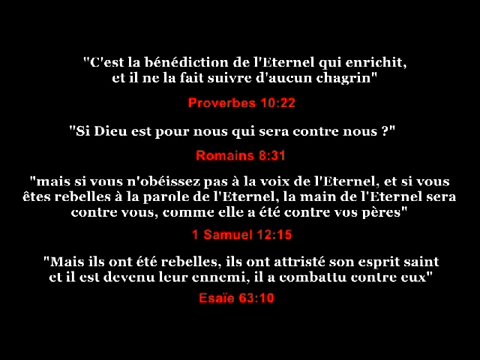 "C'est la bénédiction de l'Eternel qui enrichit,
et il ne la fait suivre d'aucun chagrin"
Proverbes 10:22
"Si Dieu est pour nous qui sera contre nous ?"
Romains 8:31
"mais si vous n'obéissez pas à la voix de l'Eternel, et si vous
êtes rebelles à la parole de l'Eternel, la main de l'Eternel sera
contre vous, comme elle a été contre vos pères"
1 Samuel 12:15
"Mais ils ont été rebelles, ils ont attristé son esprit saint
et il est devenu leur ennemi, il a combattu contre eux"
Esaïe 63:10